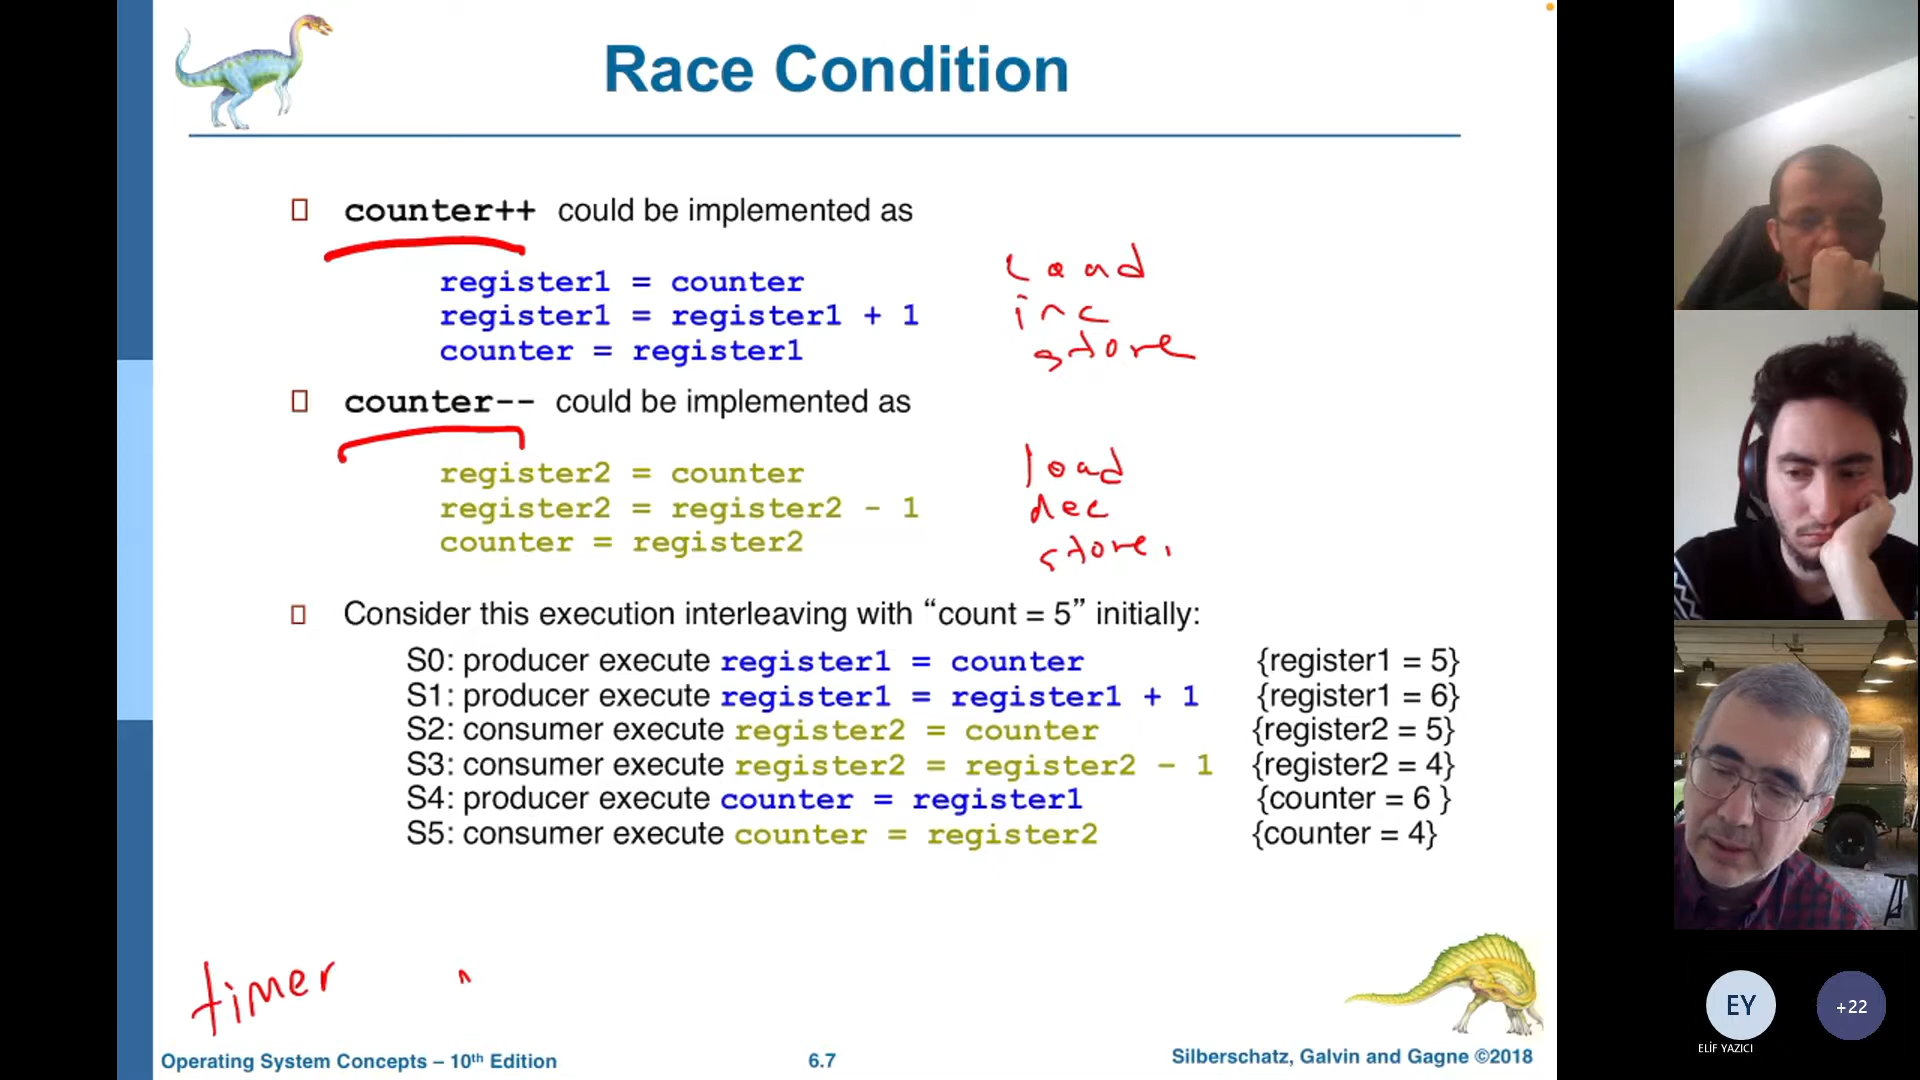 Race Condition
counter++ could be implemented as
register1 = counter
register1 = register1 + 1
counter = register1
load
inc
store
counter-- could be implemented as
register2 = counter
register2 = register2 - 1
counter = register2
load
dec
store.
Consider this execution interleaving with “count = 5” initially:
S0: producer execute register1 = counter {register1 = 5}
S1: producer execute register1 = register1 + 1 {register1 = 6}
S2: consumer execute register2 = counter {register2 = 5}
S3: consumer execute register2 = register2 – 1 {register2 = 4}
S4: producer execute counter = register1 {counter = 6 }
S5: consumer execute counter = register2 {counter = 4}
timer
Operating System Concepts – 10th Edition
6.7
Silberschatz, Galvin and Gagne ©2018
EY
+22
ELİF YAZICI